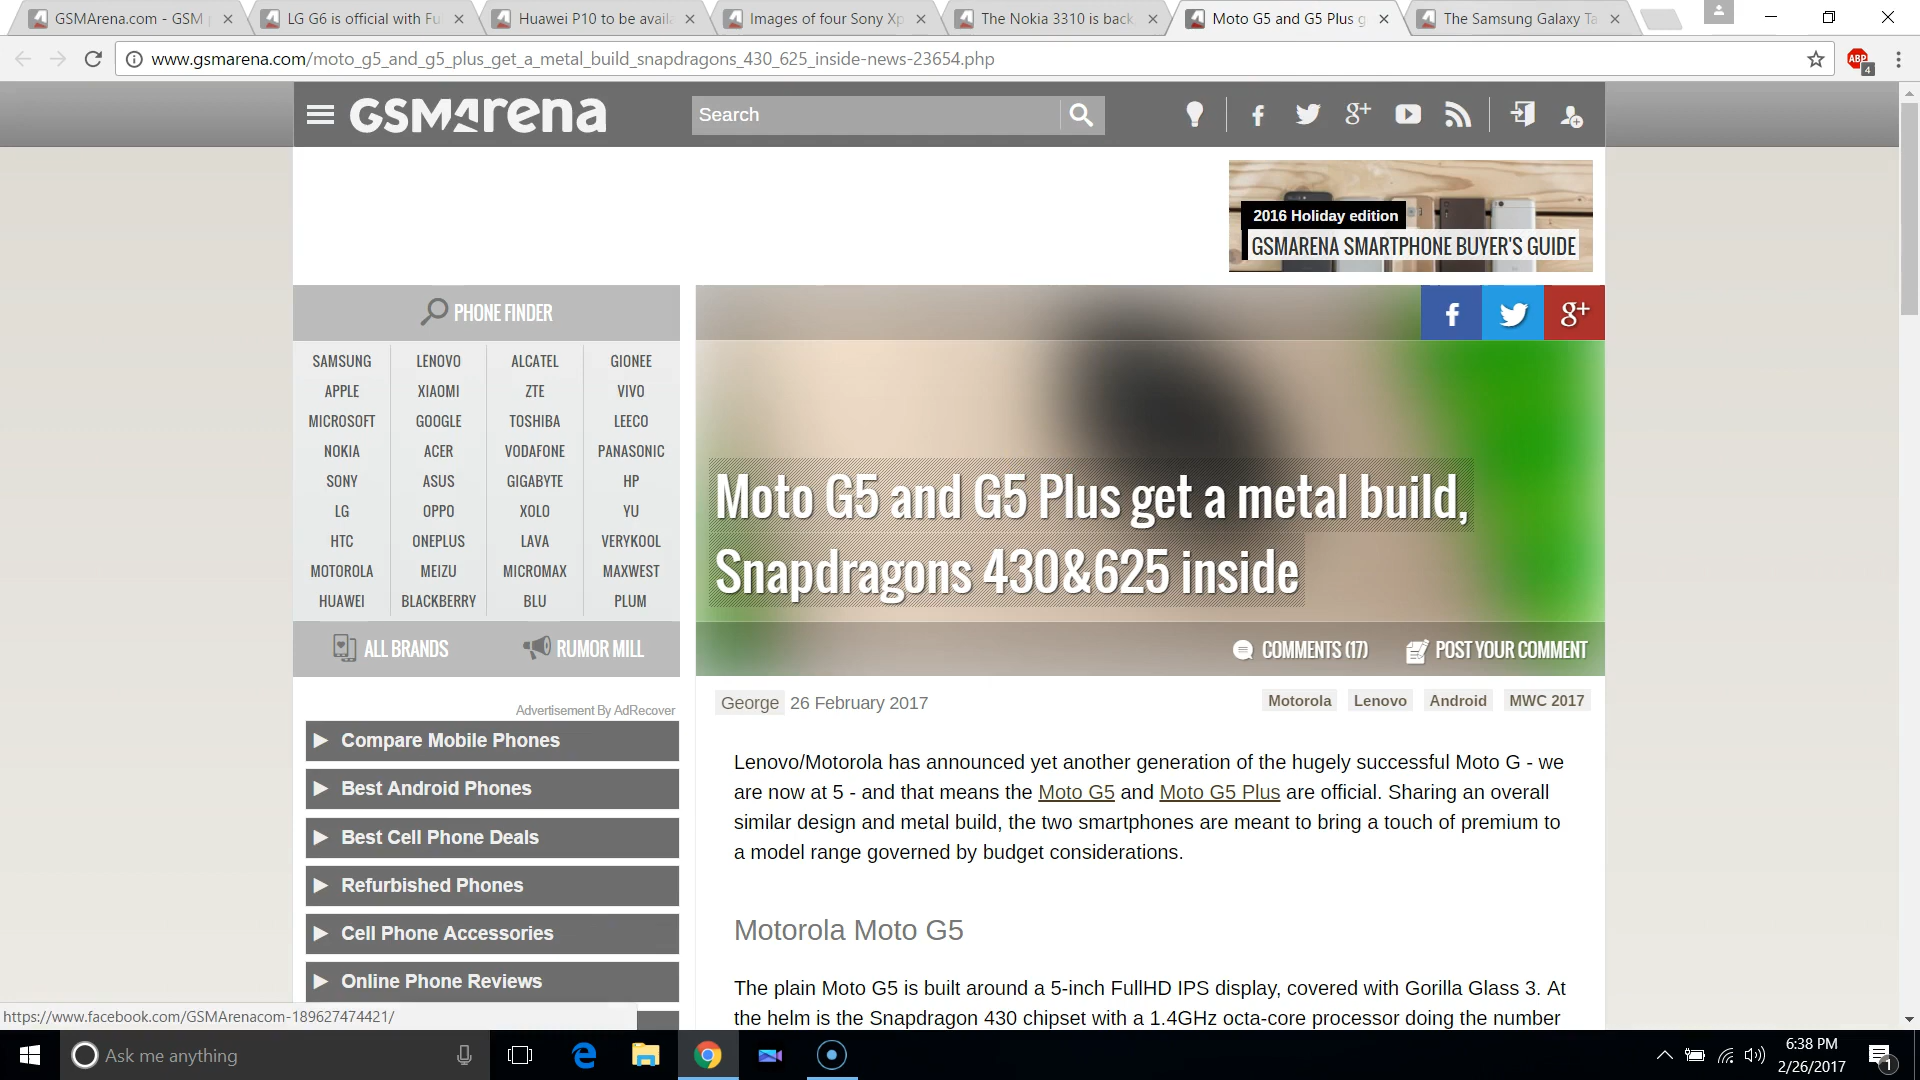 GSMArena.com - GSM
LG G6 is official with Fu
Huawei P10 to be availa
Images of four Sony Xp
The Nokia 3310 is back,
Moto G5 and G5 Plus g
The Samsung Galaxy Ta
www.gsmarena.com/moto_g5_and_g5_plus_get_a_metal_build_snapdragons_430_625_inside-news-23654.php
ABP
4
GSMArena
Search
g+
2016 Holiday edition
GSMARENA SMARTPHONE BUYER'S GUIDE
PHONE FINDER
SAMSUNG LENOVO ALCATEL GIONEE
APPLE XIAOMI ZTE VIVO
MICROSOFT GOOGLE TOSHIBA LEECO
NOKIA ACER VODAFONE PANASONIC
SONY ASUS GIGABYTE HP
LG OPPO XOLO YU
HTC ONEPLUS LAVA VERYKOOL
MOTOROLA MEIZU MICROMAX MAXWEST
HUAWEI BLACKBERRY BLU PLUM
ALL BRANDS RUMOR MILL
Advertisement By AdRecover
Compare Mobile Phones
Best Android Phones
Best Cell Phone Deals
Refurbished Phones
Cell Phone Accessories
Online Phone Reviews
g+
Moto G5 and G5 Plus get a metal build,
Snapdragons 430&625 inside
COMMENTS (17) POST YOUR COMMENT
George 26 February 2017
Motorola Lenovo Android MWC 2017
Lenovo/Motorola has announced yet another generation of the hugely successful Moto G - we
are now at 5 - and that means the Moto G5 and Moto G5 Plus are official. Sharing an overall
similar design and metal build, the two smartphones are meant to bring a touch of premium to
a model range governed by budget considerations.
Motorola Moto G5
The plain Moto G5 is built around a 5-inch FullHD IPS display, covered with Gorilla Glass 3. At
the helm is the Snapdragon 430 chipset with a 1.4GHz octa-core processor doing the number
https://www.facebook.com/GSMArenacom-189627474421/
Ask me anything
6:38 PM
2/26/2017
1